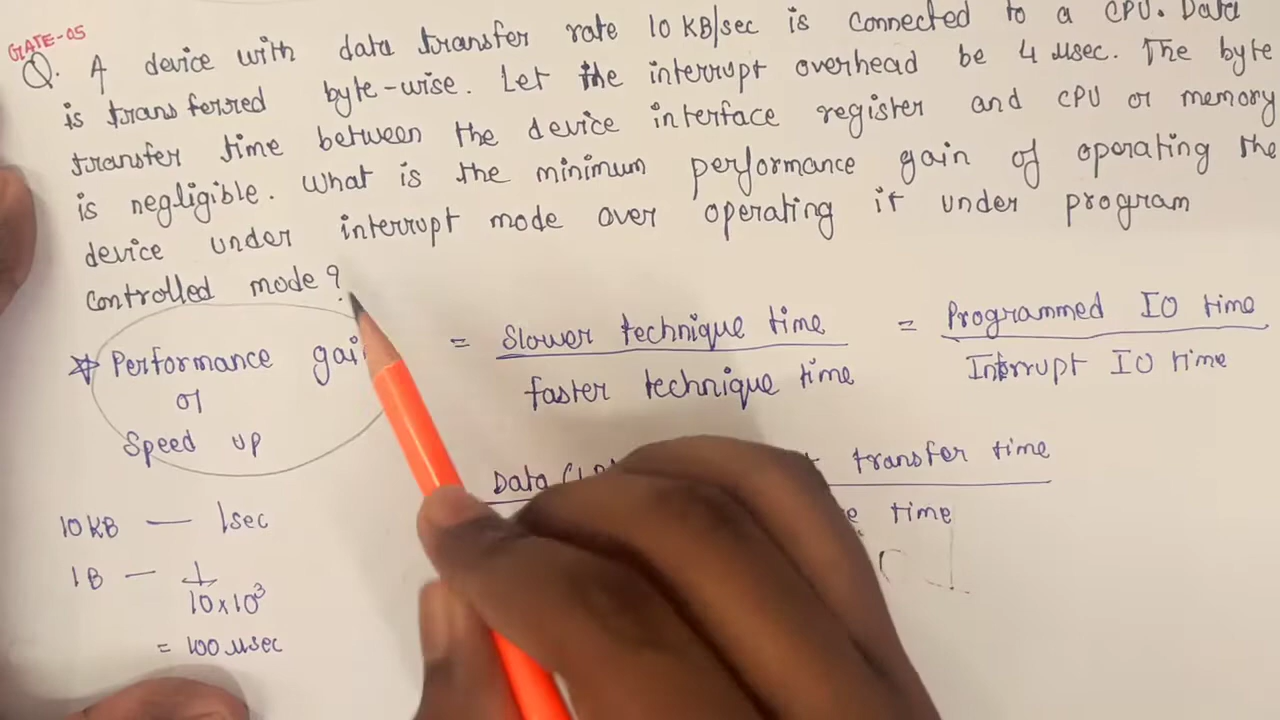 GATE-05
Q. A device with data transfer rate 10 KB/sec is connected to a CPU. Data
is transferred byte-wise. Let the interrupt overhead be 4 μsec. The byte
transfer time between the device interface register and CPU or memory
is negligible. What is the minimum performance gain of operating the
device under interrupt mode over operating it under program
controlled mode?
* Performance = Slower technique time = Programmed IO time
or faster technique time Interrupt IO time
Speed up
Data transfer time
time
10 KB — 1sec
1B — 1
10×10³
= 100 μsec